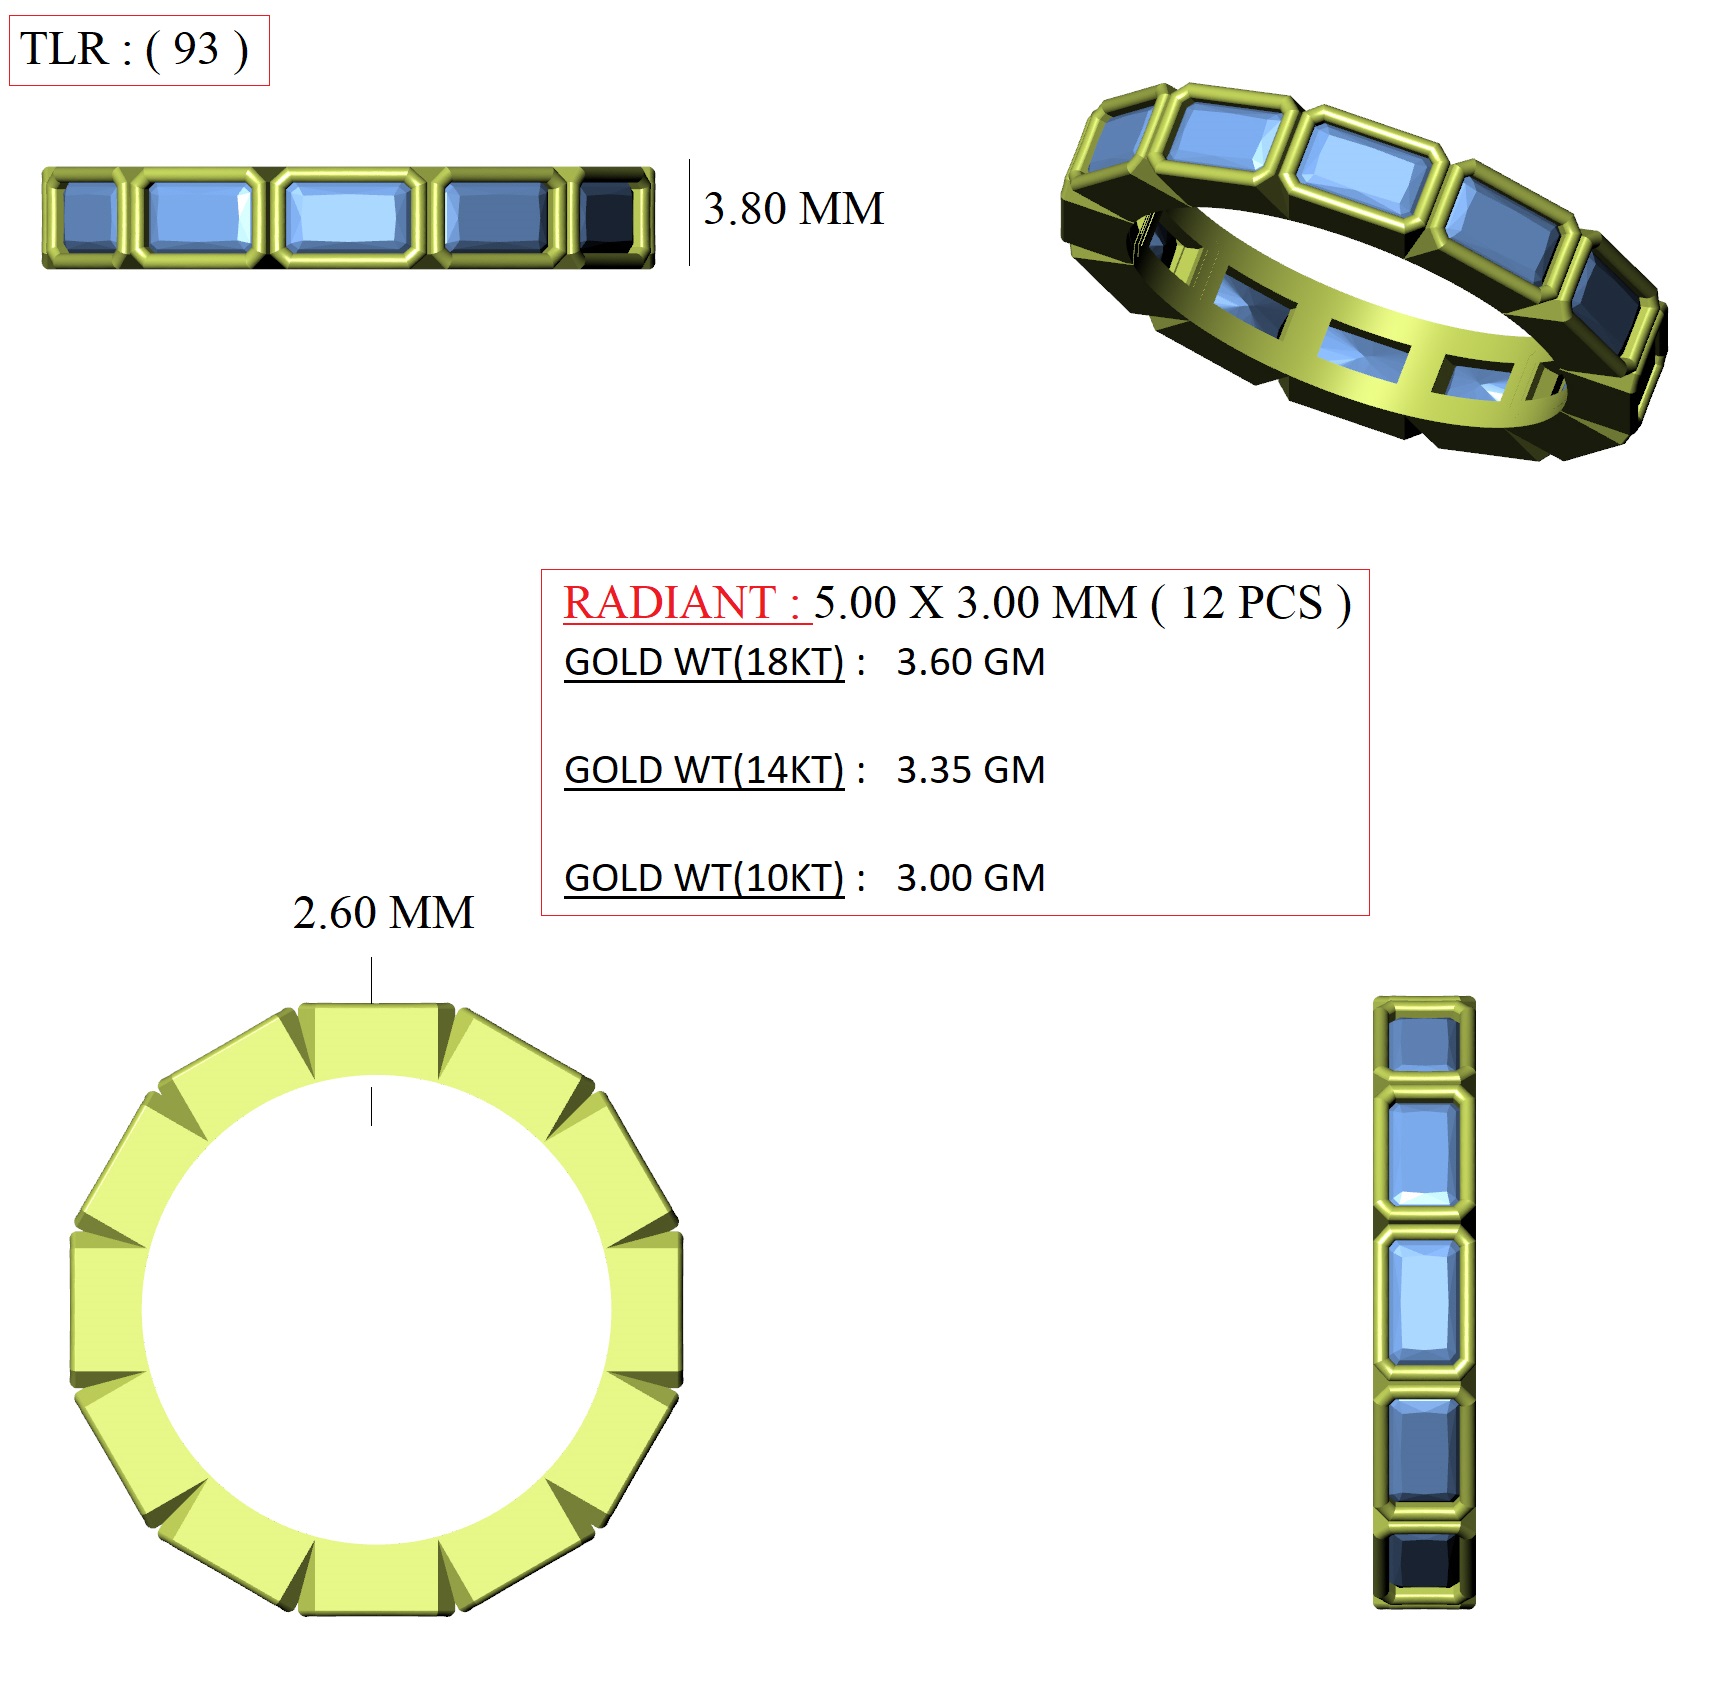 TLR : ( 93 )
3.80 MM
RADIANT : 5.00 X 3.00 MM ( 12 PCS )
GOLD WT(18KT) : 3.60 GM
GOLD WT(14KT) : 3.35 GM
GOLD WT(10KT) : 3.00 GM
2.60 MM